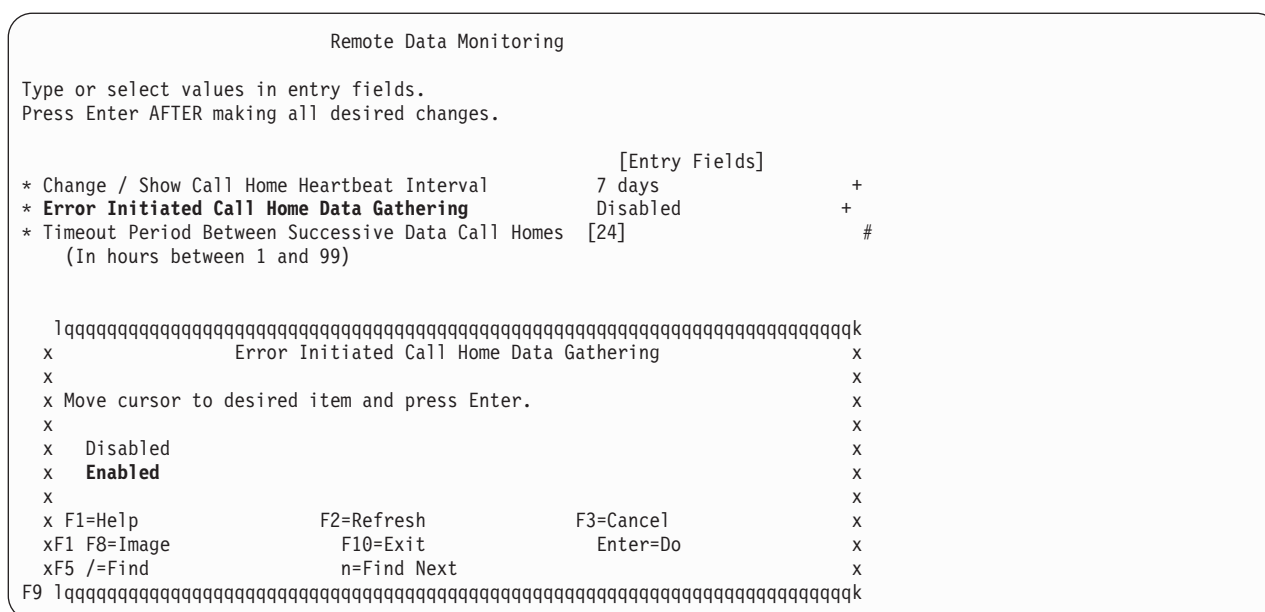 Remote Data Monitoring
Type or select values in entry fields.
Press Enter AFTER making all desired changes.
[Entry Fields]
* Change / Show Call Home Heartbeat Interval 7 days +
* Error Initiated Call Home Data Gathering Disabled +
* Timeout Period Between Successive Data Call Homes [24] #
(In hours between 1 and 99)
lqqqqqqqqqqqqqqqqqqqqqqqqqqqqqqqqqqqqqqqqqqqqqqqqqqqqqqqqqqqqqqqqqqqqqqqqqqk
x Error Initiated Call Home Data Gathering x
x x
x Move cursor to desired item and press Enter. x
x x
x Disabled x
x Enabled x
x x
x F1=Help F2=Refresh F3=Cancel x
xF1 F8=Image F10=Exit Enter=Do x
xF5 /=Find n=Find Next x
F9 lqqqqqqqqqqqqqqqqqqqqqqqqqqqqqqqqqqqqqqqqqqqqqqqqqqqqqqqqqqqqqqqqqqqqqqqqqqk